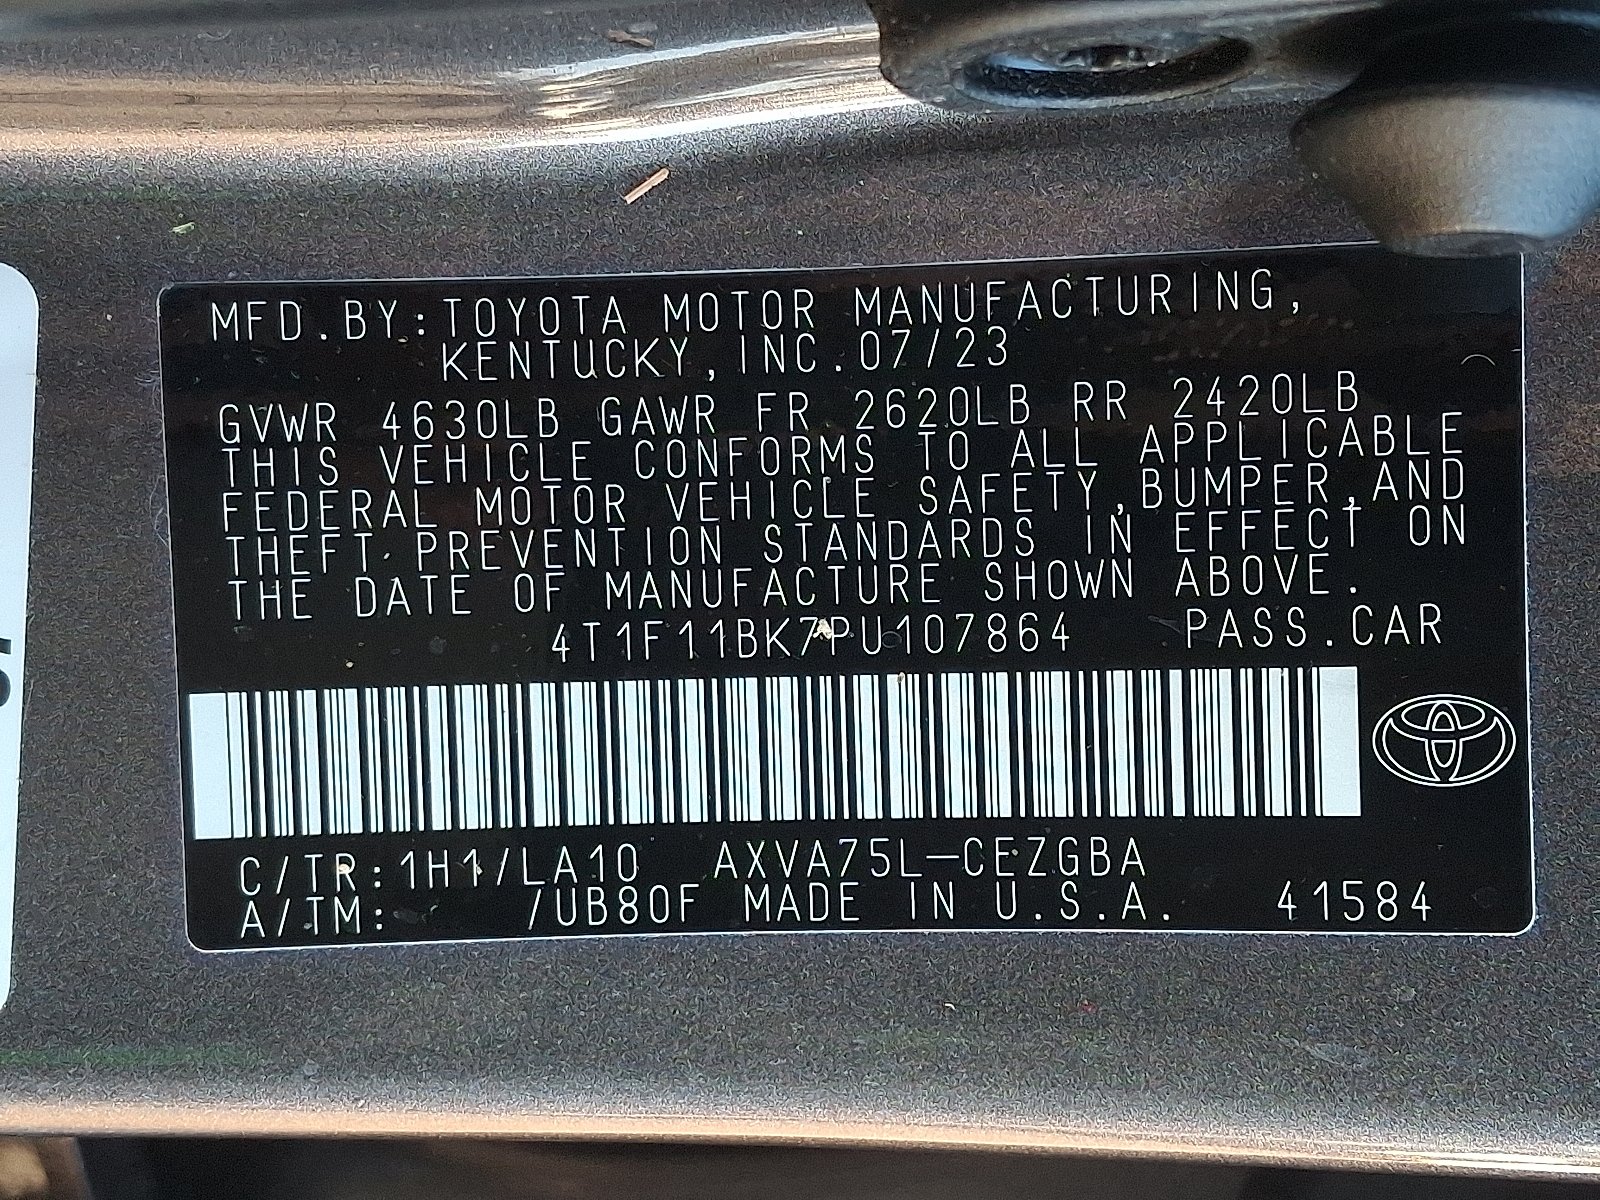 MFD.BY:TOYOTA MOTOR MANUFACTURING,
KENTUCKY,INC.07/23
GVWR 4630LB GAWR FR 2620LB RR 2420LB
THIS VEHICLE CONFORMS TO ALL APPLICABLE
FEDERAL MOTOR VEHICLE SAFETY,BUMPER,AND
THEFT PREVENTION STANDARDS IN EFFECT ON
THE DATE OF MANUFACTURE SHOWN ABOVE.
4T1F11BK7PU107864 PASS.CAR
C/TR:1H1/LA10 AXVA75L-CEZGBA
A/TM: /UB80F MADE IN U.S.A. 41584